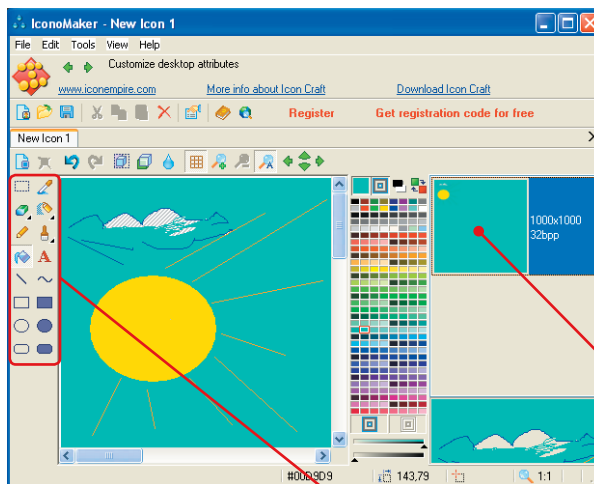 IconoMaker - New Icon 1
File Edit Tools View Help
Customize desktop attributes
www.iconempire.com More info about Icon Craft Download Icon Craft
Register Get registration code for free
New Icon 1
A
A
1000x1000
32bpp
#00D9D9 143,79 1:1